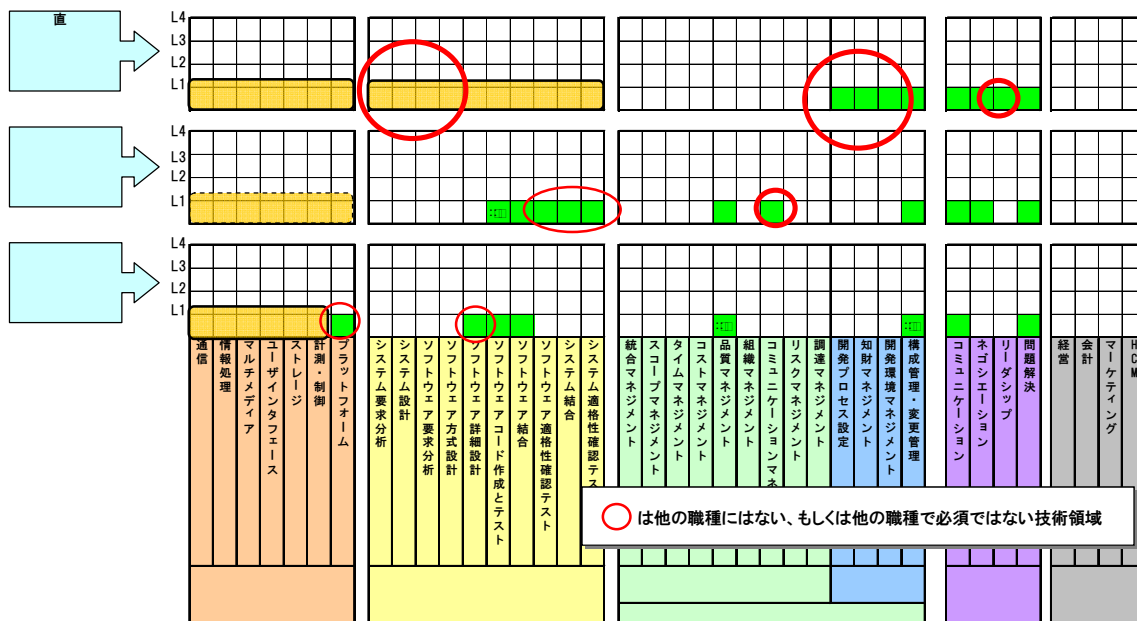 直
L4
L3
L2
L1
L4
L3
L2
L1
L4
L3
L2
L1
通信
情報処理
マルチメディア
ユーザインタフェース
ストレージ
計測・制御
プラットフォーム
システム要求分析
システム設計
ソフトウェア要求分析
ソフトウェア方式設計
ソフトウェア詳細設計
ソフトウェアコード作成とテスト
ソフトウェア結合
ソフトウェア適格性確認テスト
システム結合
システム適格性確認テス
統合マネジメント
スコープマネジメント
タイムマネジメント
コストマネジメント
品質マネジメント
組織マネジメント
コミュニケーションマネ
リスクマネジメント
調達マネジメント
開発プロセス設定
知財マネジメント
開発環境マネジメント
構成管理・変更管理
コミュニケーション
ネゴシエーション
リーダシップ
問題解決
経営
会計
マーケティング
HCM
は他の職種にはない、もしくは他の職種で必須ではない技術領域